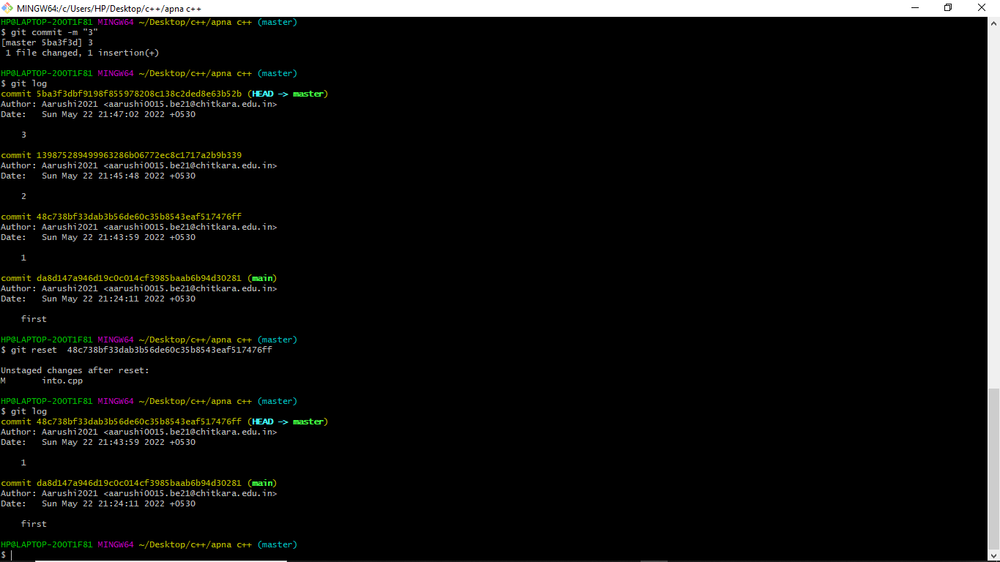 MINGW64:/c/Users/HP/Desktop/c++/apna c++
HP@LAPTOP-200T1F81 MINGW64 ~/Desktop/c++/apna c++ (master)
$ git commit -m "3"
[master 5ba3f3d] 3
 1 file changed, 1 insertion(+)
HP@LAPTOP-200T1F81 MINGW64 ~/Desktop/c++/apna c++ (master)
$ git log
commit 5ba3f3dbf9198f855978208c138c2ded8e63b52b (HEAD -> master)
Author: Aarushi2021 <aarushi0015.be21@chitkara.edu.in>
Date:   Sun May 22 21:47:02 2022 +0530
    3
commit 139875289499963286b06772ec8c1717a2b9b339
Author: Aarushi2021 <aarushi0015.be21@chitkara.edu.in>
Date:   Sun May 22 21:45:48 2022 +0530
    2
commit 48c738bf33dab3b56de60c35b8543eaf517476ff
Author: Aarushi2021 <aarushi0015.be21@chitkara.edu.in>
Date:   Sun May 22 21:43:59 2022 +0530
    1
commit da8d147a946d19c0c014cf3985baab6b94d30281 (main)
Author: Aarushi2021 <aarushi0015.be21@chitkara.edu.in>
Date:   Sun May 22 21:24:11 2022 +0530
    first
HP@LAPTOP-200T1F81 MINGW64 ~/Desktop/c++/apna c++ (master)
$ git reset  48c738bf33dab3b56de60c35b8543eaf517476ff
Unstaged changes after reset:
M       into.cpp
HP@LAPTOP-200T1F81 MINGW64 ~/Desktop/c++/apna c++ (master)
$ git log
commit 48c738bf33dab3b56de60c35b8543eaf517476ff (HEAD -> master)
Author: Aarushi2021 <aarushi0015.be21@chitkara.edu.in>
Date:   Sun May 22 21:43:59 2022 +0530
    1
commit da8d147a946d19c0c014cf3985baab6b94d30281 (main)
Author: Aarushi2021 <aarushi0015.be21@chitkara.edu.in>
Date:   Sun May 22 21:24:11 2022 +0530
    first
HP@LAPTOP-200T1F81 MINGW64 ~/Desktop/c++/apna c++ (master)
$